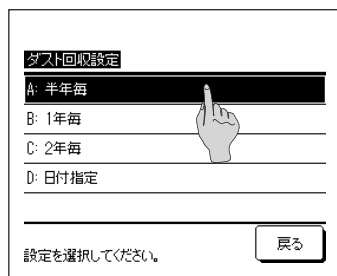 ダスト回収設定
A: 半年毎
B: 1年毎
C: 2年毎
D: 日付指定
設定を選択してください。
戻る